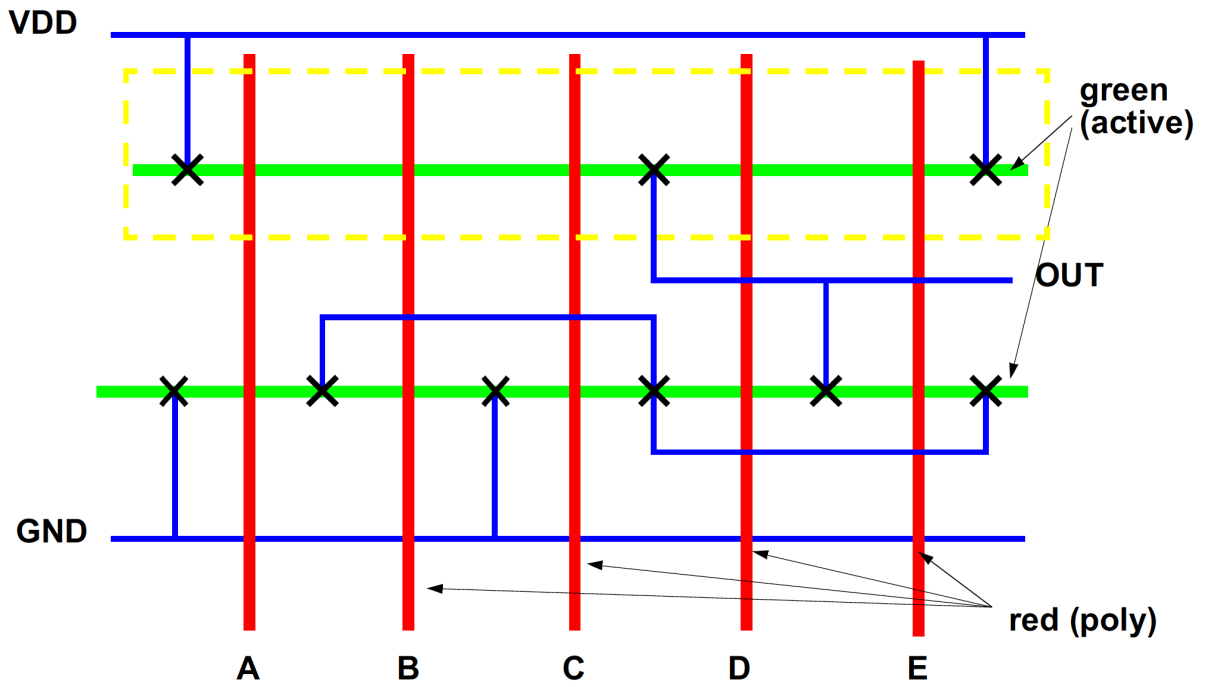 VDD
green
(active)
OUT
GND
red (poly)
A B C D E